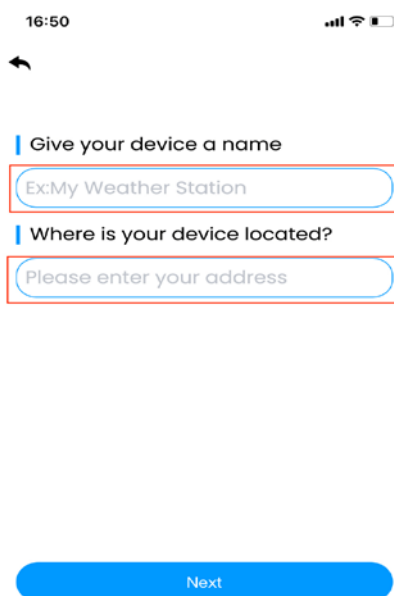 16:50
Give your device a name
Ex:My Weather Station
Where is your device located?
Please enter your address
Next